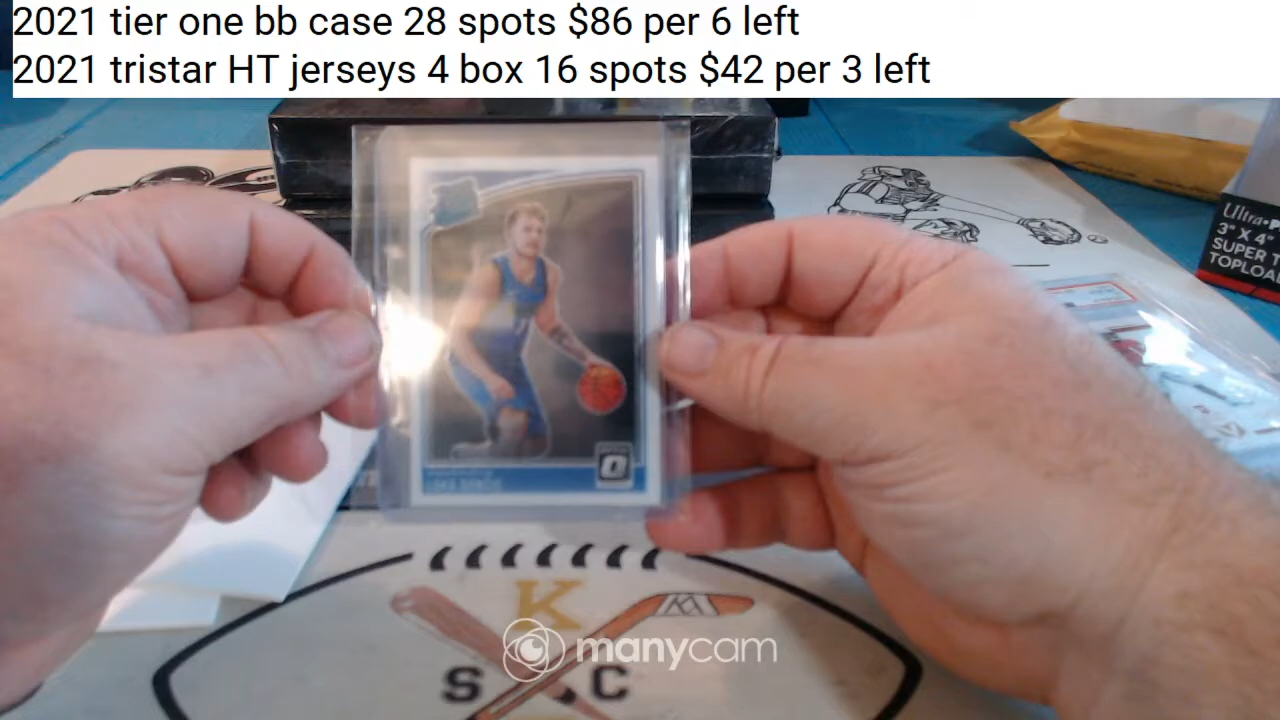 2021 tier one bb case 28 spots $86 per 6 left
2021 tristar HT jerseys 4 box 16 spots $42 per 3 left
Ultra•P
3" X 4"
SUPER T
TOPLOA
O
K
S C
manycam